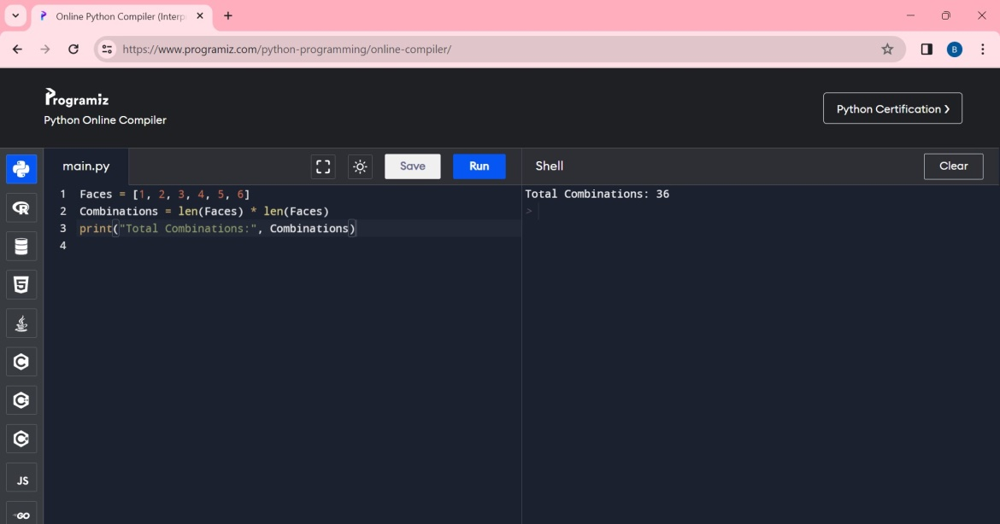 Online Python Compiler (Interp
https://www.programiz.com/python-programming/online-compiler/
B
Programiz
Python Online Compiler
Python Certification ❯
main.py
Save
Run
Shell
Clear
1 Faces = [1, 2, 3, 4, 5, 6]
2 Combinations = len(Faces) * len(Faces)
3 print("Total Combinations:", Combinations)
4
Total Combinations: 36
>
R
5
C
C
C
JS
GO